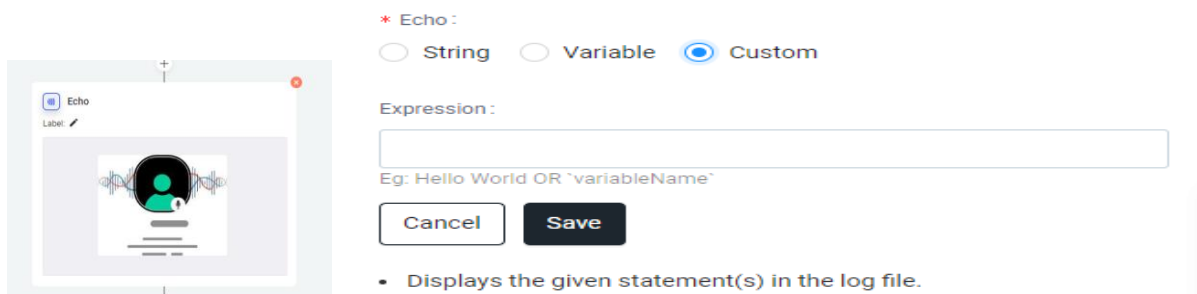 * Echo :
String Variable Custom
Echo
Label:
Expression :
Eg: Hello World OR `variableName`
Cancel Save
• Displays the given statement(s) in the log file.